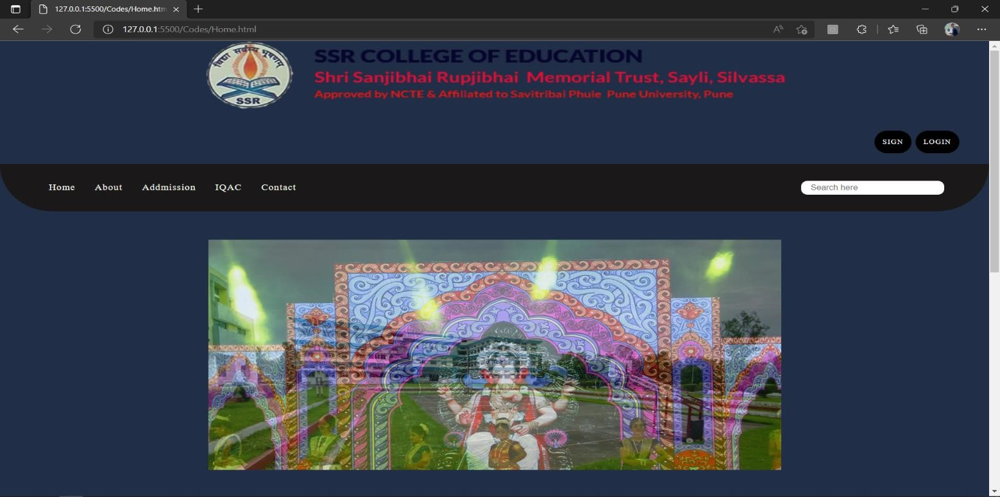 127.0.0.1:5500/Codes/Home.htm
127.0.0.1:5500/Codes/Home.html
विद्या सर्वस्य भूषणम्
SSR
SSR COLLEGE OF EDUCATION
Shri Sanjibhai Rupjibhai Memorial Trust, Sayli, Silvassa
Approved by NCTE & Affiliated to Savitribai Phule Pune University, Pune
SIGN LOGIN
Home About Addmission IQAC Contact Search here